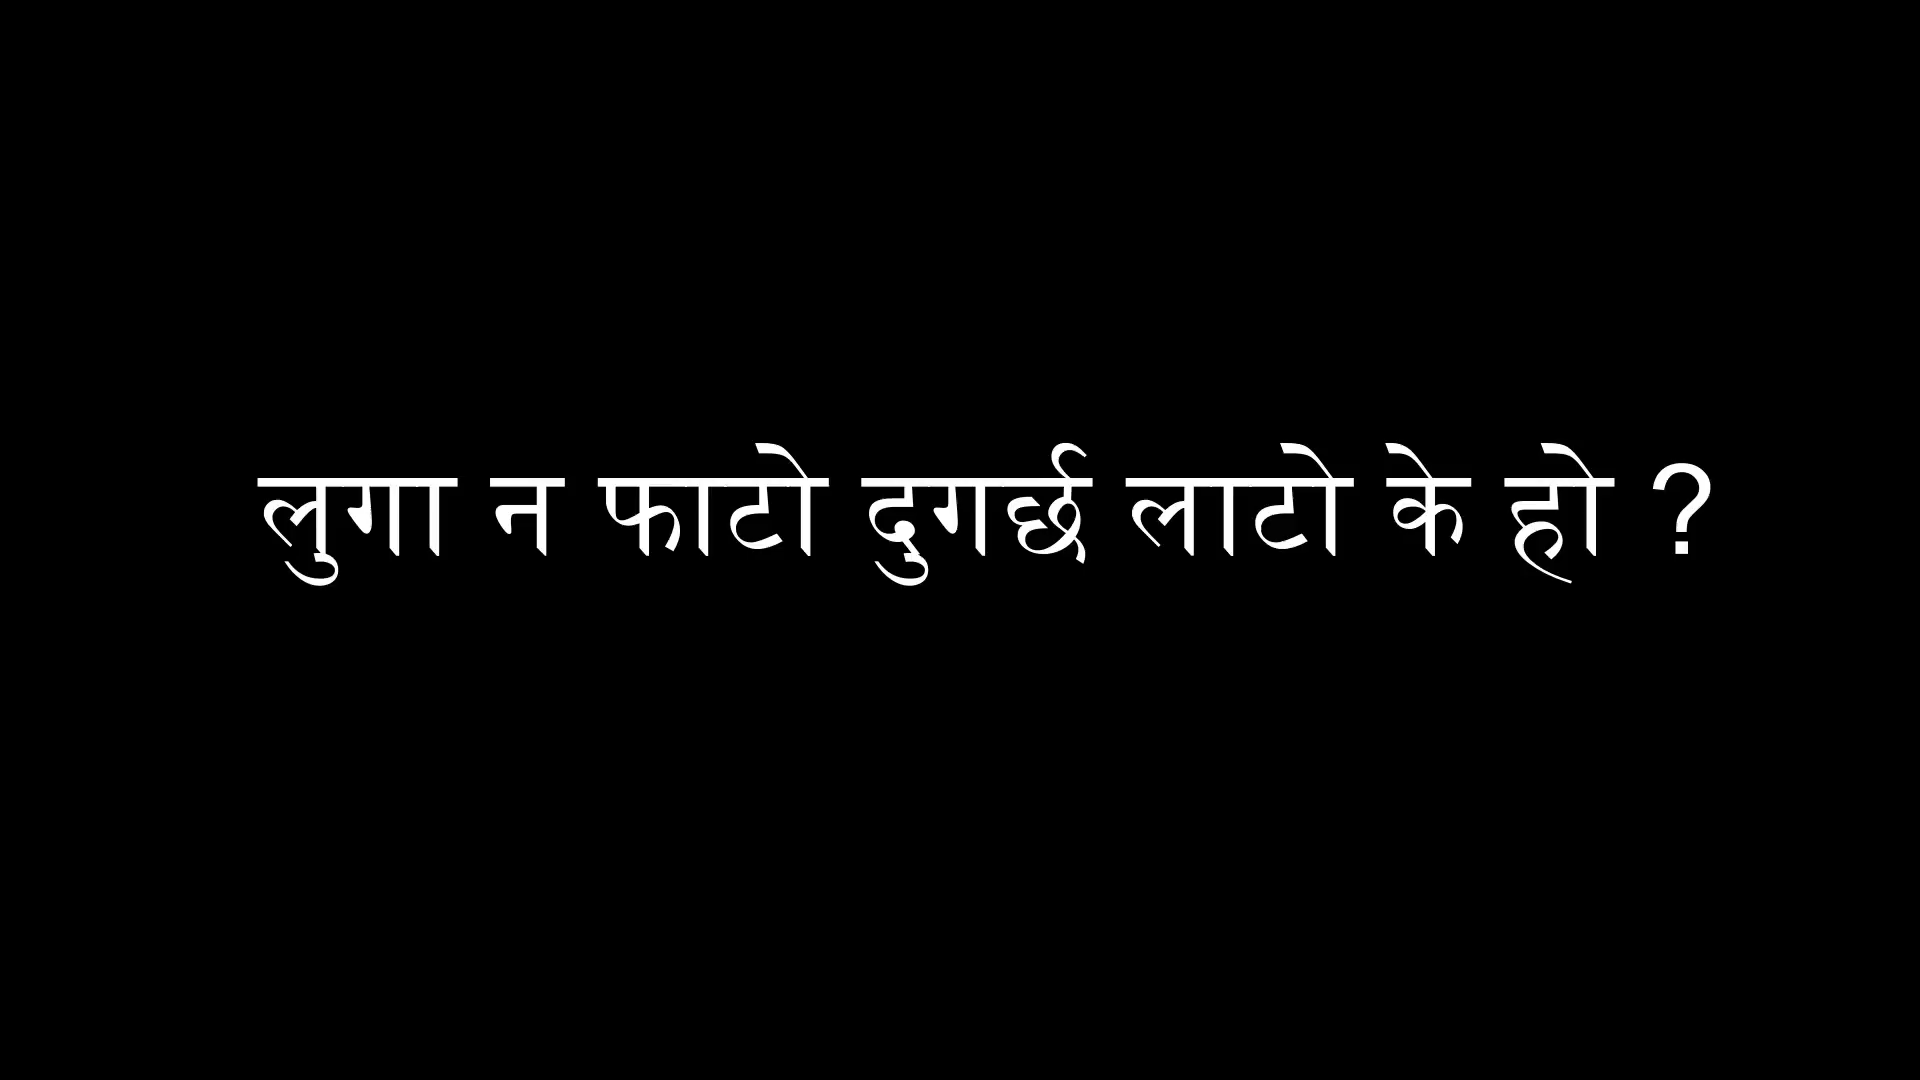 लुगा न फाटो दुगर्छ लाटो के हो ?